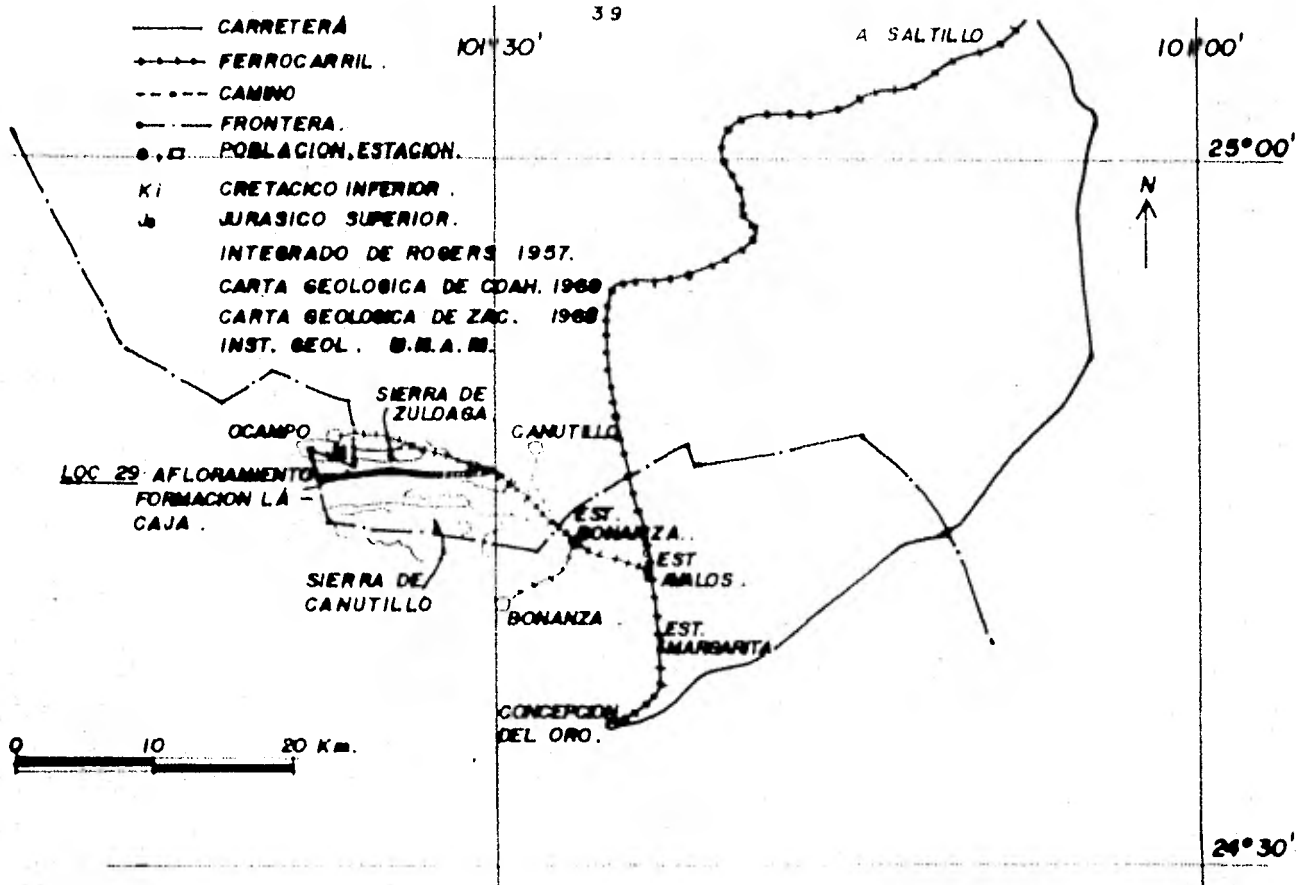 39
CARRETERA
FERROCARRIL.
CAMINO
FRONTERA.
POBLACION, ESTACION.
Ki CRETACICO INFERIOR.
Js JURASICO SUPERIOR.
INTEGRADO DE ROGERS 1957.
CARTA GEOLOGICA DE COAH. 1968
CARTA GEOLOGICA DE ZAC. 1968
INST. GEOL. U.N.A.M.
101°30'
A SALTILLO
101°00'
25°00'
N
SIERRA DE
ZULOAGA
OCAMPO
CANUTILLO
LOC 29 AFLORAMIENTO
FORMACION LA -
CAJA.
EST.
BONANZA.
EST
AVALOS.
SIERRA DE
CANUTILLO
BONANZA
EST.
MARGARITA
CONCEPCION
DEL ORO.
0 10 20 Km.
24°30'